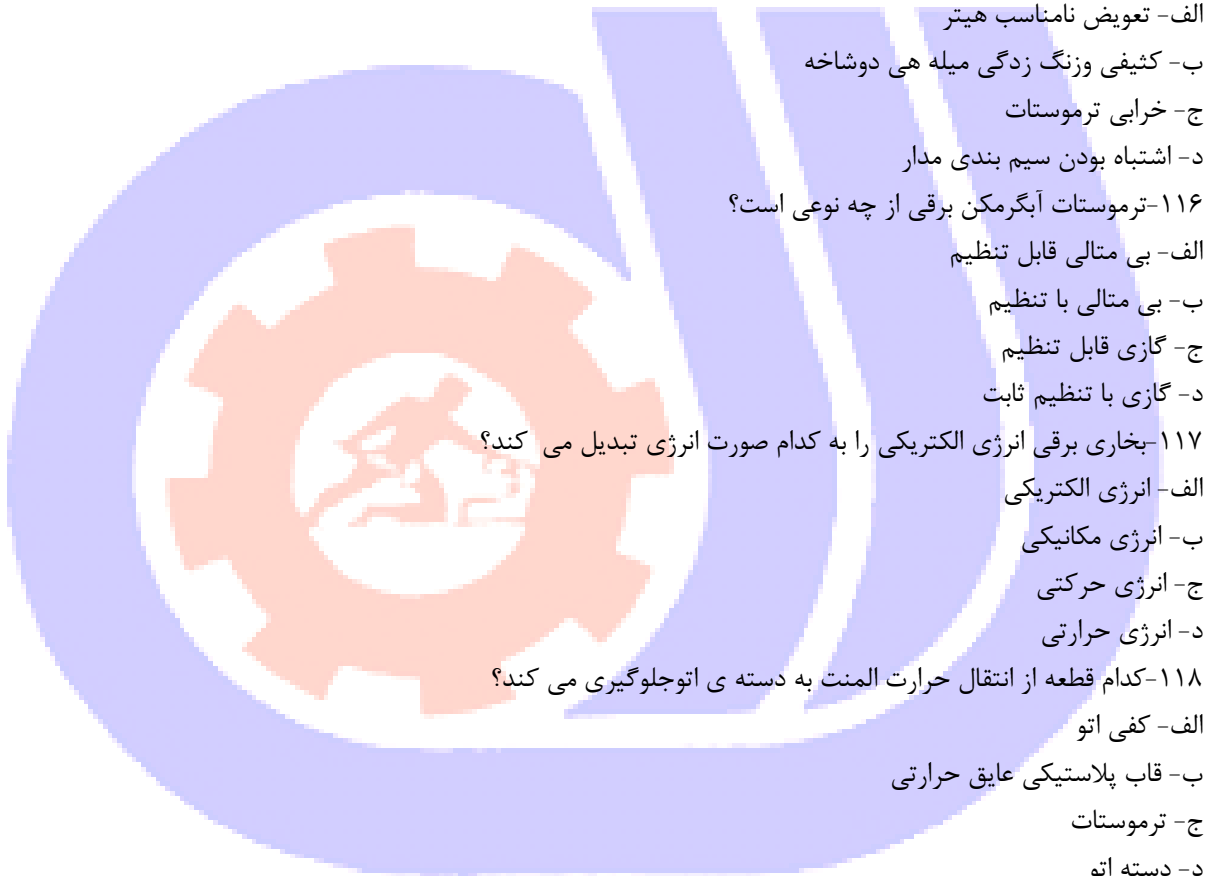 الف- تعویض نامناسب هیتر
ب- کثیفی وزنگ زدگی میله هی دوشاخه
ج- خرابی ترموستات
د- اشتباه بودن سیم بندی مدار
۱۱۶-ترموستات آبگرمکن برقی از چه نوعی است؟
الف- بی متالی قابل تنظیم
ب- بی متالی با تنظیم
ج- گازی قابل تنظیم
د- گازی با تنظیم ثابت
۱۱۷-بخاری برقی انرژی الکتریکی را به کدام صورت انرژی تبدیل می کند؟
الف- انرژی الکتریکی
ب- انرژی مکانیکی
ج- انرژی حرکتی
د- انرژی حرارتی
۱۱۸-کدام قطعه از انتقال حرارت المنت به دسته ی اتوجلوگیری می کند؟
الف- کفی اتو
ب- قاب پلاستیکی عایق حرارتی
ج- ترموستات
د- دسته اتو